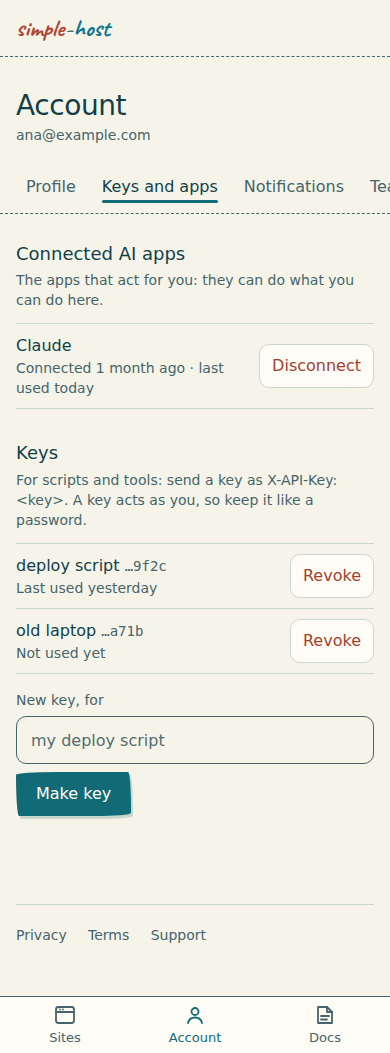 simple-host
Account
ana@example.com
Profile Keys and apps Notifications Tea
Connected AI apps
The apps that act for you: they can do what you
can do here.
Claude
Connected 1 month ago · last
used today
Disconnect
Keys
For scripts and tools: send a key as X-API-Key:
<key>. A key acts as you, so keep it like a
password.
deploy script …9f2c
Last used yesterday
Revoke
old laptop …a71b
Not used yet
Revoke
New key, for
my deploy script
Make key
Privacy Terms Support
Sites Account Docs